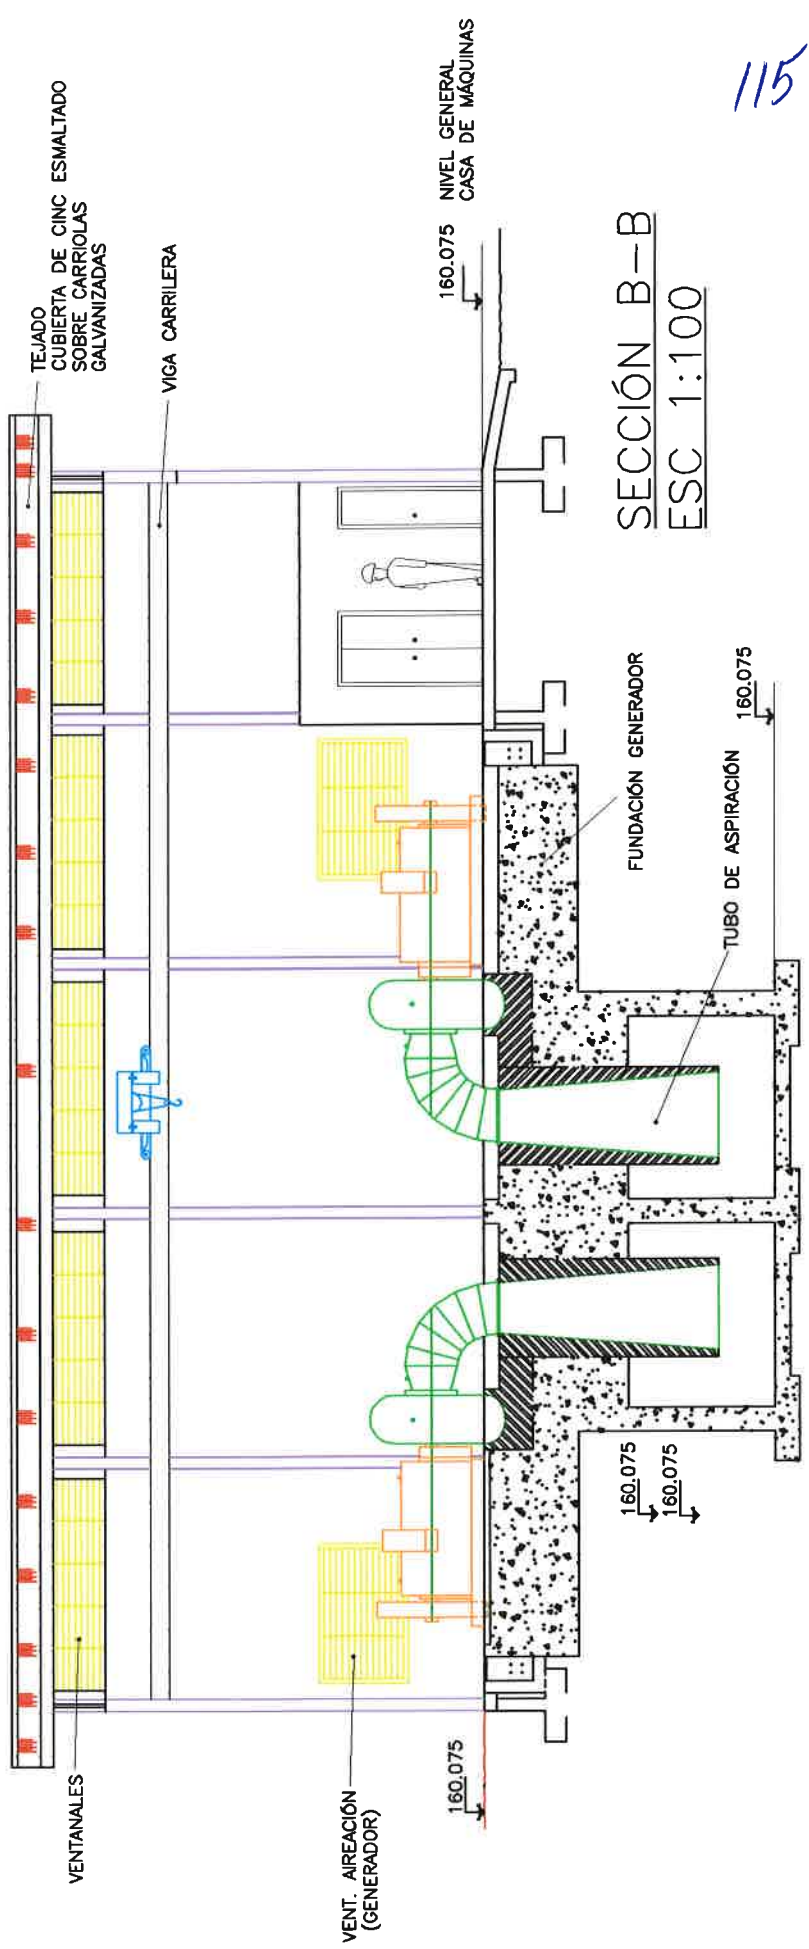 TEJADO
CUBIERTA DE CINC ESMALTADO
SOBRE CARRIOLAS
GALVANIZADAS
VIGA CARRILERA
VENTANALES
VENT. AIREACIÓN
(GENERADOR)
160.075
NIVEL GENERAL
CASA DE MÁQUINAS
160.075
FUNDACIÓN GENERADOR
TUBO DE ASPIRACIÓN
160.075
160.075
160.075
SECCIÓN B-B
ESC 1:100
115